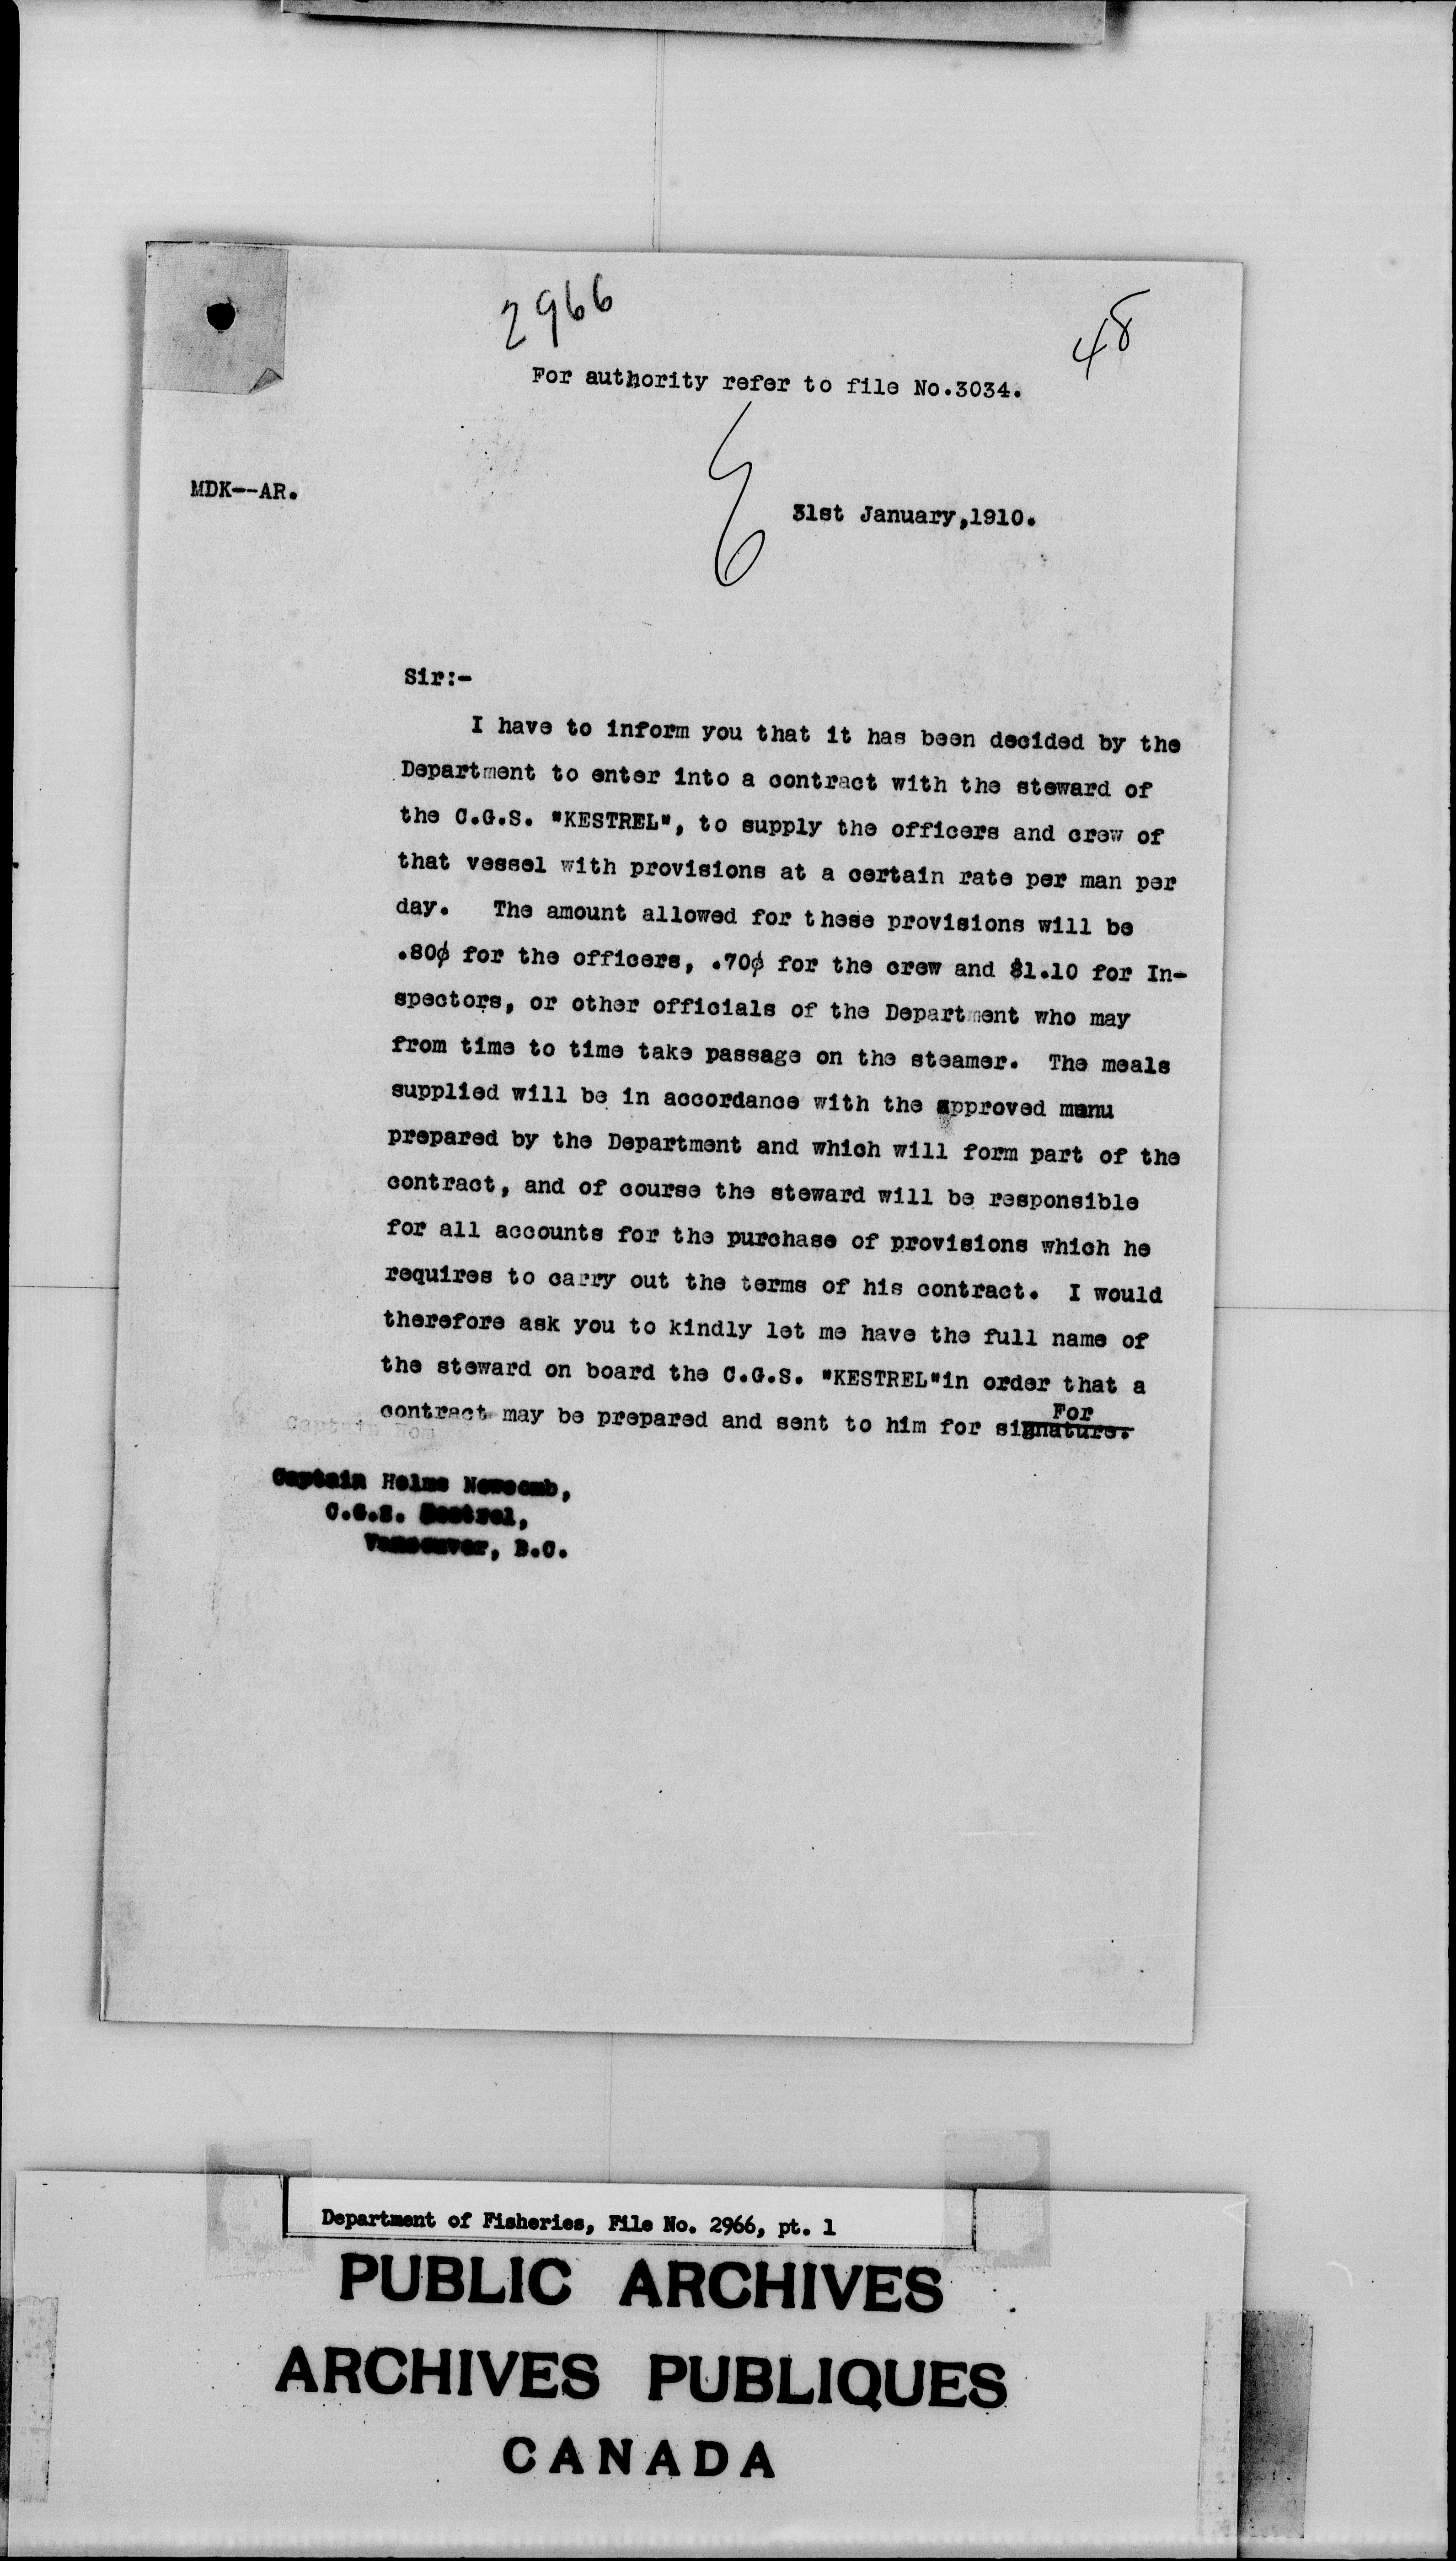 2966
48
For authority refer to file No.3034.
MDK--AR.
31st January,1910.
Sir:-
I have to inform you that it has been decided by the
Department to enter into a contract with the steward of
the C.G.S. "KESTREL", to supply the officers and crew of
that vessel with provisions at a certain rate per man per
day. The amount allowed for these provisions will be
.80¢ for the officers, .70¢ for the crew and $1.10 for In-
spectors, or other officials of the Department who may
from time to time take passage on the steamer. The meals
supplied will be in accordance with the approved menu
prepared by the Department and which will form part of the
contract, and of course the steward will be responsible
for all accounts for the purchase of provisions which he
requires to carry out the terms of his contract. I would
therefore ask you to kindly let me have the full name of
the steward on board the C.G.S. "KESTREL"in order that a
For
contract may be prepared and sent to him for signature.
Captain Holms Newcomb,
C.G.S. Kestrel,
Vancouver, B.C.
Department of Fisheries, File No. 2966, pt. 1
PUBLIC ARCHIVES
ARCHIVES PUBLIQUES
CANADA